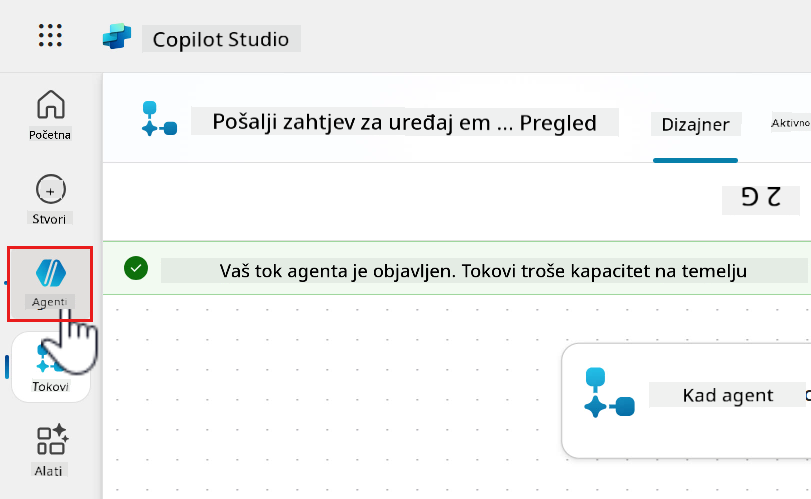 Copilot Studio
Početna
Stvori
Agenti
Tokovi
Alati
Pošalji zahtjev za uređaj em ... Pregled
Dizajner
Aktivno
2 G
Vaš tok agenta je objavljen. Tokovi troše kapacitet na temelju
Kad agent